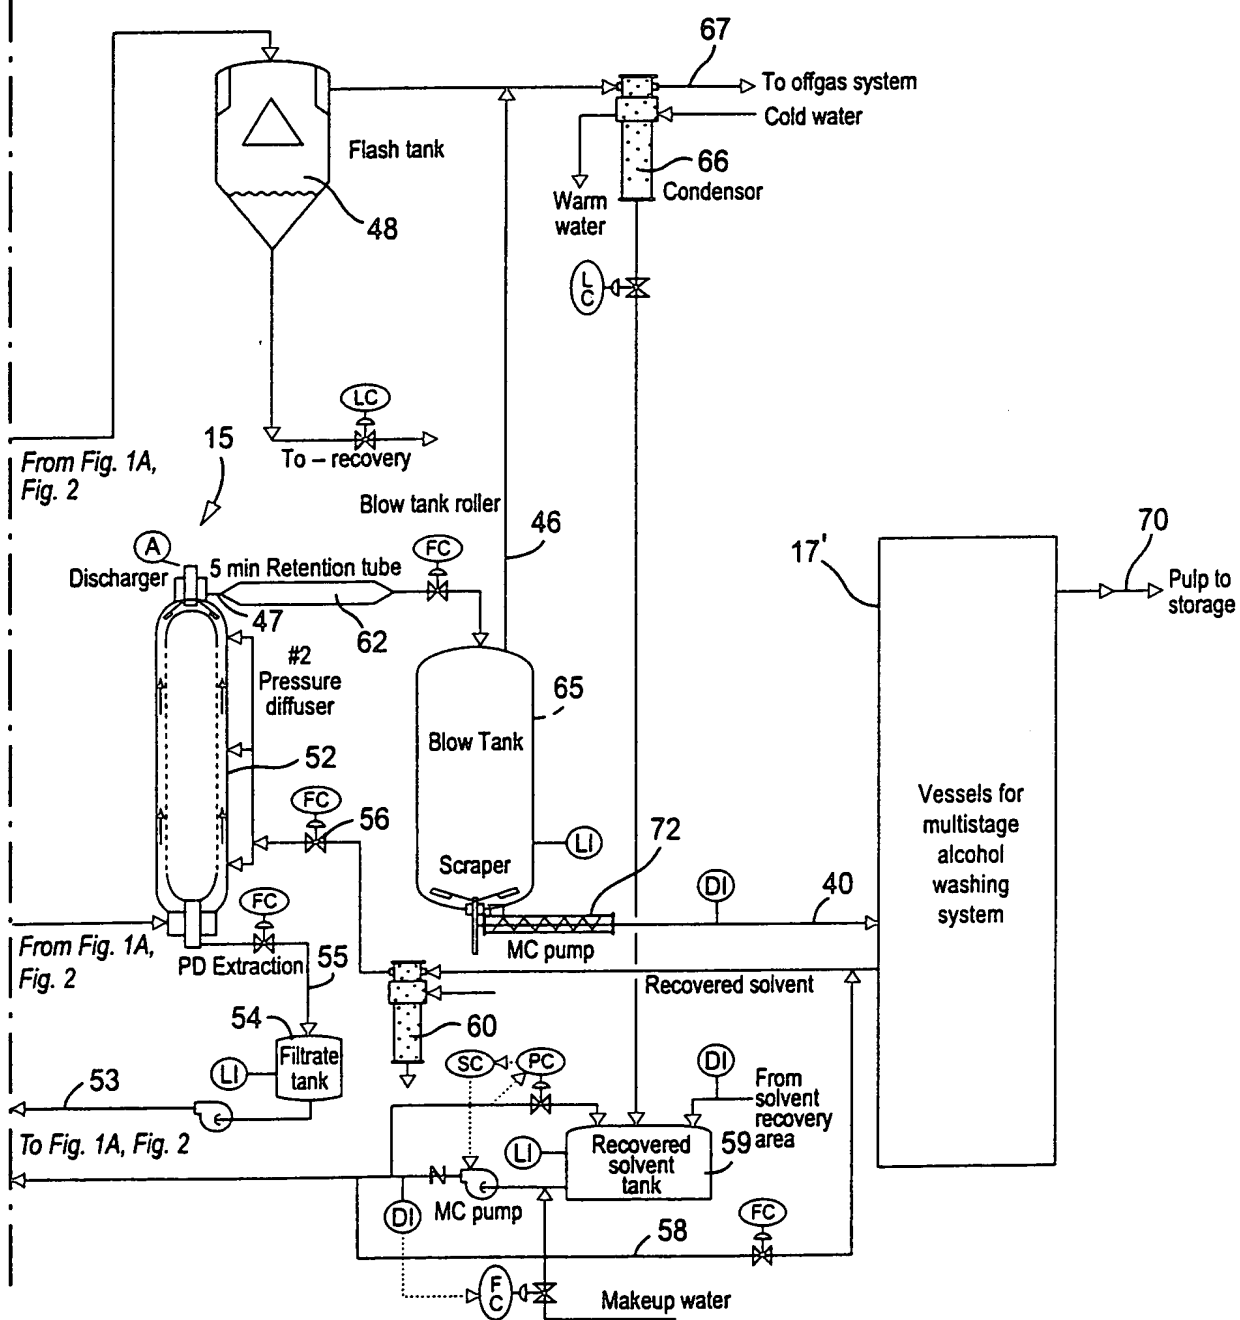 67
To offgas system
Cold water
Flash tank
66
Condensor
Warm
water
48
L
C
LC
15
To – recovery
From Fig. 1A,
Fig. 2
Blow tank roller
46
70
17'
A
FC
5 min Retention tube
Discharger
Pulp to
storage
47
62
#2
Pressure
diffuser
65
Blow Tank
52
FC
56
Vessels for
multistage
alcohol
washing
system
72
LI
Scraper
DI
40
FC
From Fig. 1A,
Fig. 2
MC pump
PD Extraction
55
Recovered solvent
54
60
Filtrate
tank
LI
SC
PC
DI
From
solvent
recovery
area
53
To Fig. 1A, Fig. 2
LI
Recovered
solvent
tank
59
MC pump
DI
FC
58
F
C
Makeup water